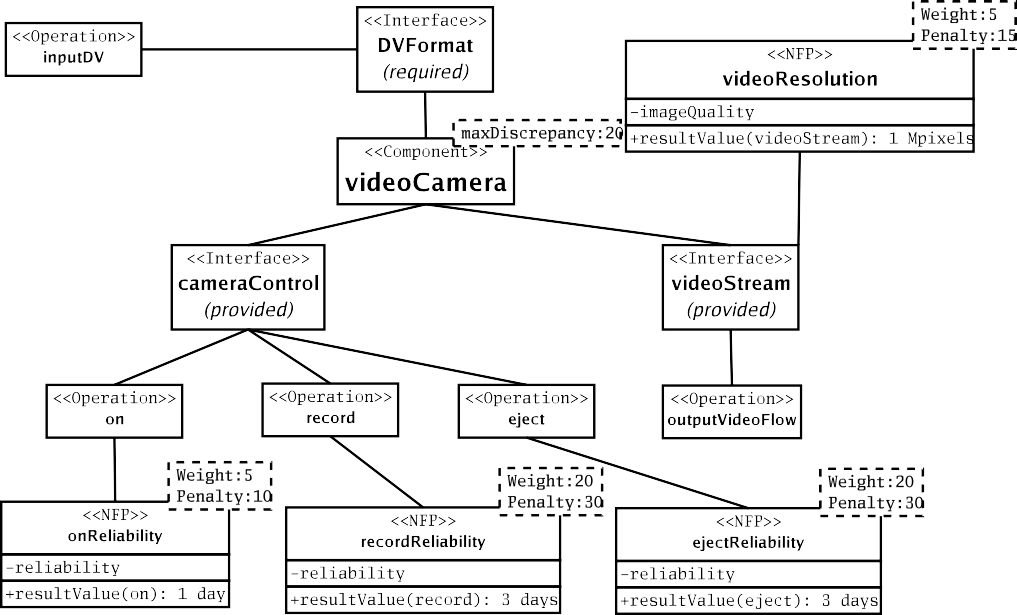 <<Operation>>
inputDV
<<Interface>>
DVFormat
(required)
Weight:5
Penalty:15
<<NFP>>
videoResolution
-imageQuality
+resultValue(videoStream): 1 Mpixels
maxDiscrepancy:20
<<Component>>
videoCamera
<<Interface>>
cameraControl
(provided)
<<Interface>>
videoStream
(provided)
<<Operation>>
on
<<Operation>>
record
<<Operation>>
eject
<<Operation>>
outputVideoFlow
Weight:5
Penalty:10
<<NFP>>
onReliability
-reliability
+resultValue(on): 1 day
Weight:20
Penalty:30
<<NFP>>
recordReliability
-reliability
+resultValue(record): 3 days
Weight:20
Penalty:30
<<NFP>>
ejectReliability
-reliability
+resultValue(eject): 3 days